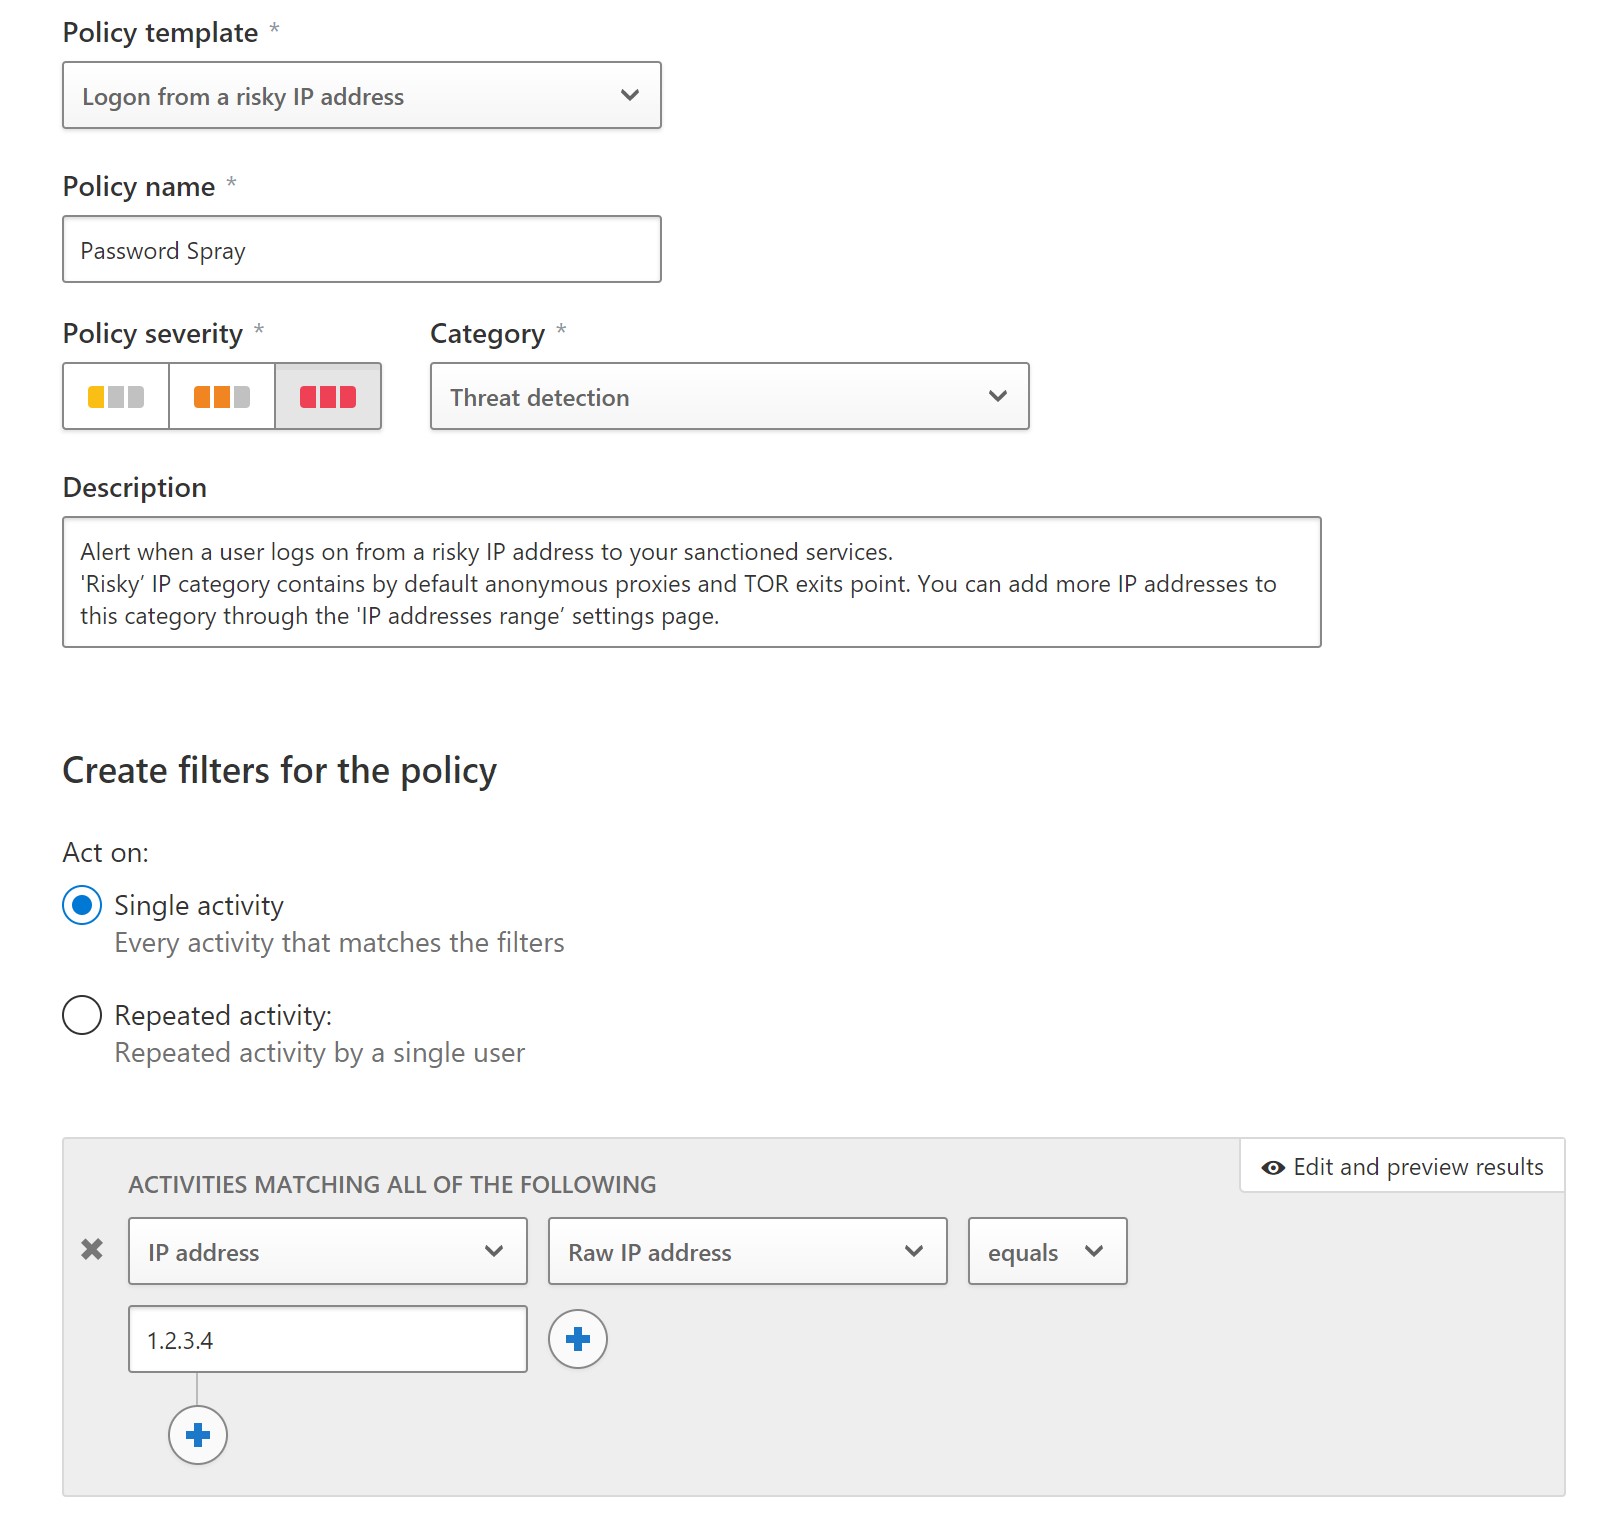 Policy template *
Logon from a risky IP address
Policy name *
Password Spray
Policy severity * Category *
Threat detection
Description
Alert when a user logs on from a risky IP address to your sanctioned services.
'Risky’ IP category contains by default anonymous proxies and TOR exits point. You can add more IP addresses to
this category through the 'IP addresses range’ settings page.
Create filters for the policy
Act on:
Single activity
Every activity that matches the filters
Repeated activity:
Repeated activity by a single user
Edit and preview results
ACTIVITIES MATCHING ALL OF THE FOLLOWING
IP address Raw IP address equals
1.2.3.4